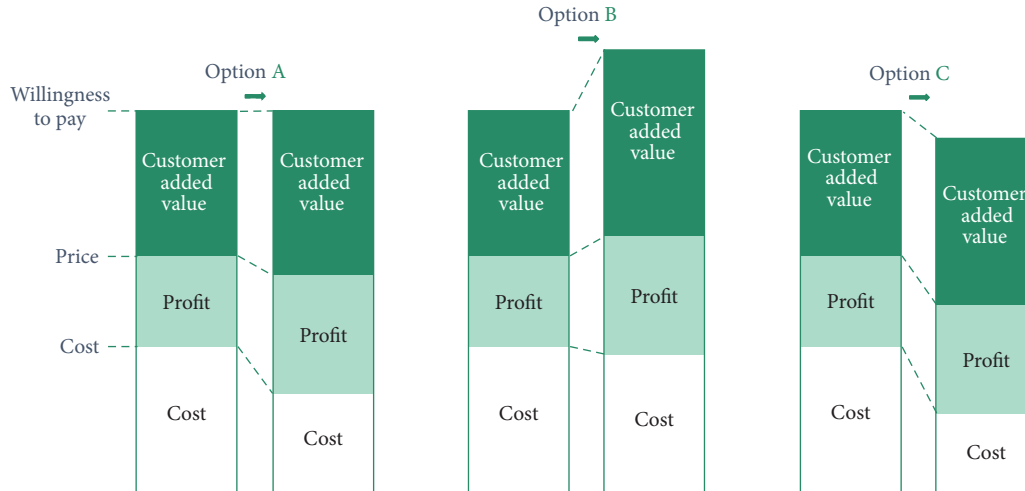 Option A
Willingness
to pay
Price
Cost
Customer
added
value
Profit
Cost
Customer
added
value
Profit
Cost
Option B
Customer
added
value
Profit
Cost
Customer
added
value
Profit
Cost
Option C
Customer
added
value
Profit
Cost
Customer
added
value
Profit
Cost